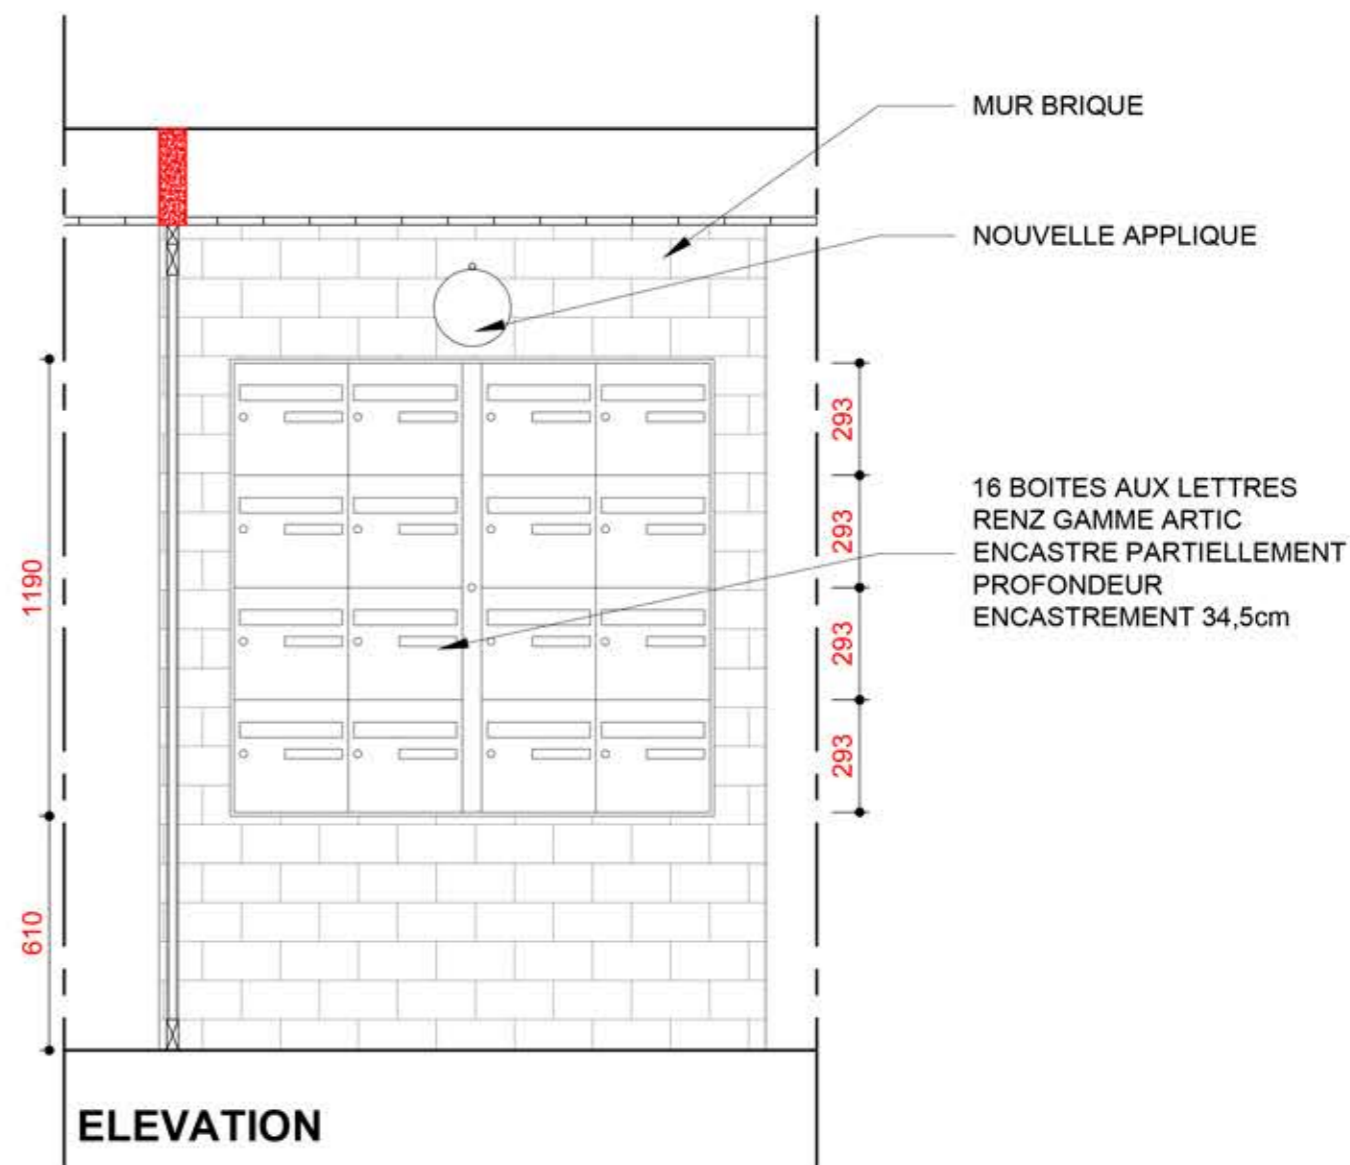 MUR BRIQUE
NOUVELLE APPLIQUE
293
293
293
293
16 BOITES AUX LETTRES
RENZ GAMME ARTIC
ENCASTRE PARTIELLEMENT
PROFONDEUR
ENCASTREMENT 34,5cm
1190
610
ELEVATION